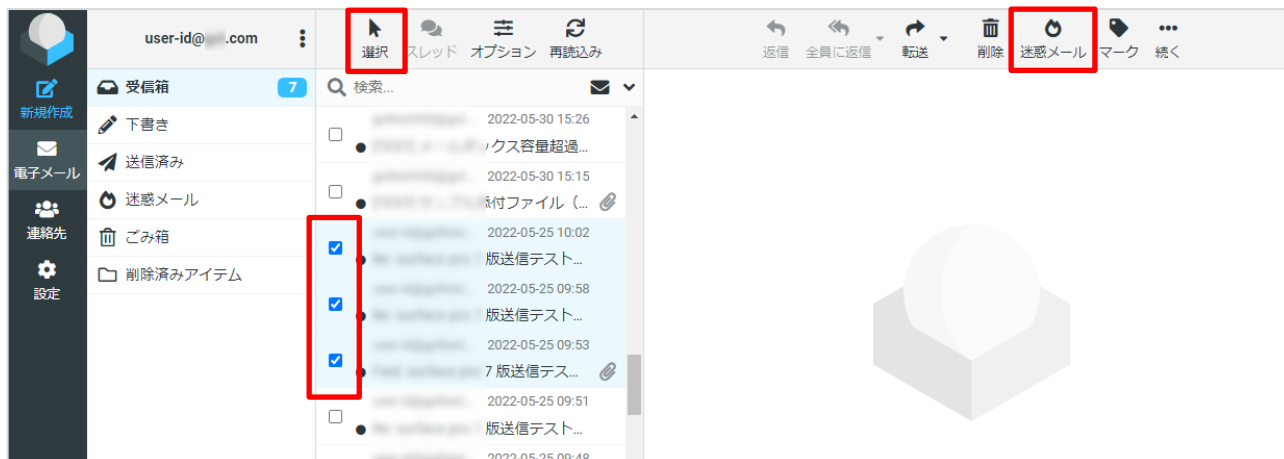 user-id@ .com
選択 スレッド オプション 再読込み
返信 全員に返信 転送 削除 迷惑メール マーク 続く
新規作成
電子メール
連絡先
設定
受信箱 7
下書き
送信済み
迷惑メール
ごみ箱
削除済みアイテム
検索...
2022-05-30 15:26
ックス容量超過...
2022-05-30 15:15
添付ファイル（...
2022-05-25 10:02
版送信テスト...
2022-05-25 09:58
版送信テスト...
2022-05-25 09:53
7 版送信テス...
2022-05-25 09:51
版送信テスト...
2022-05-25 09:48